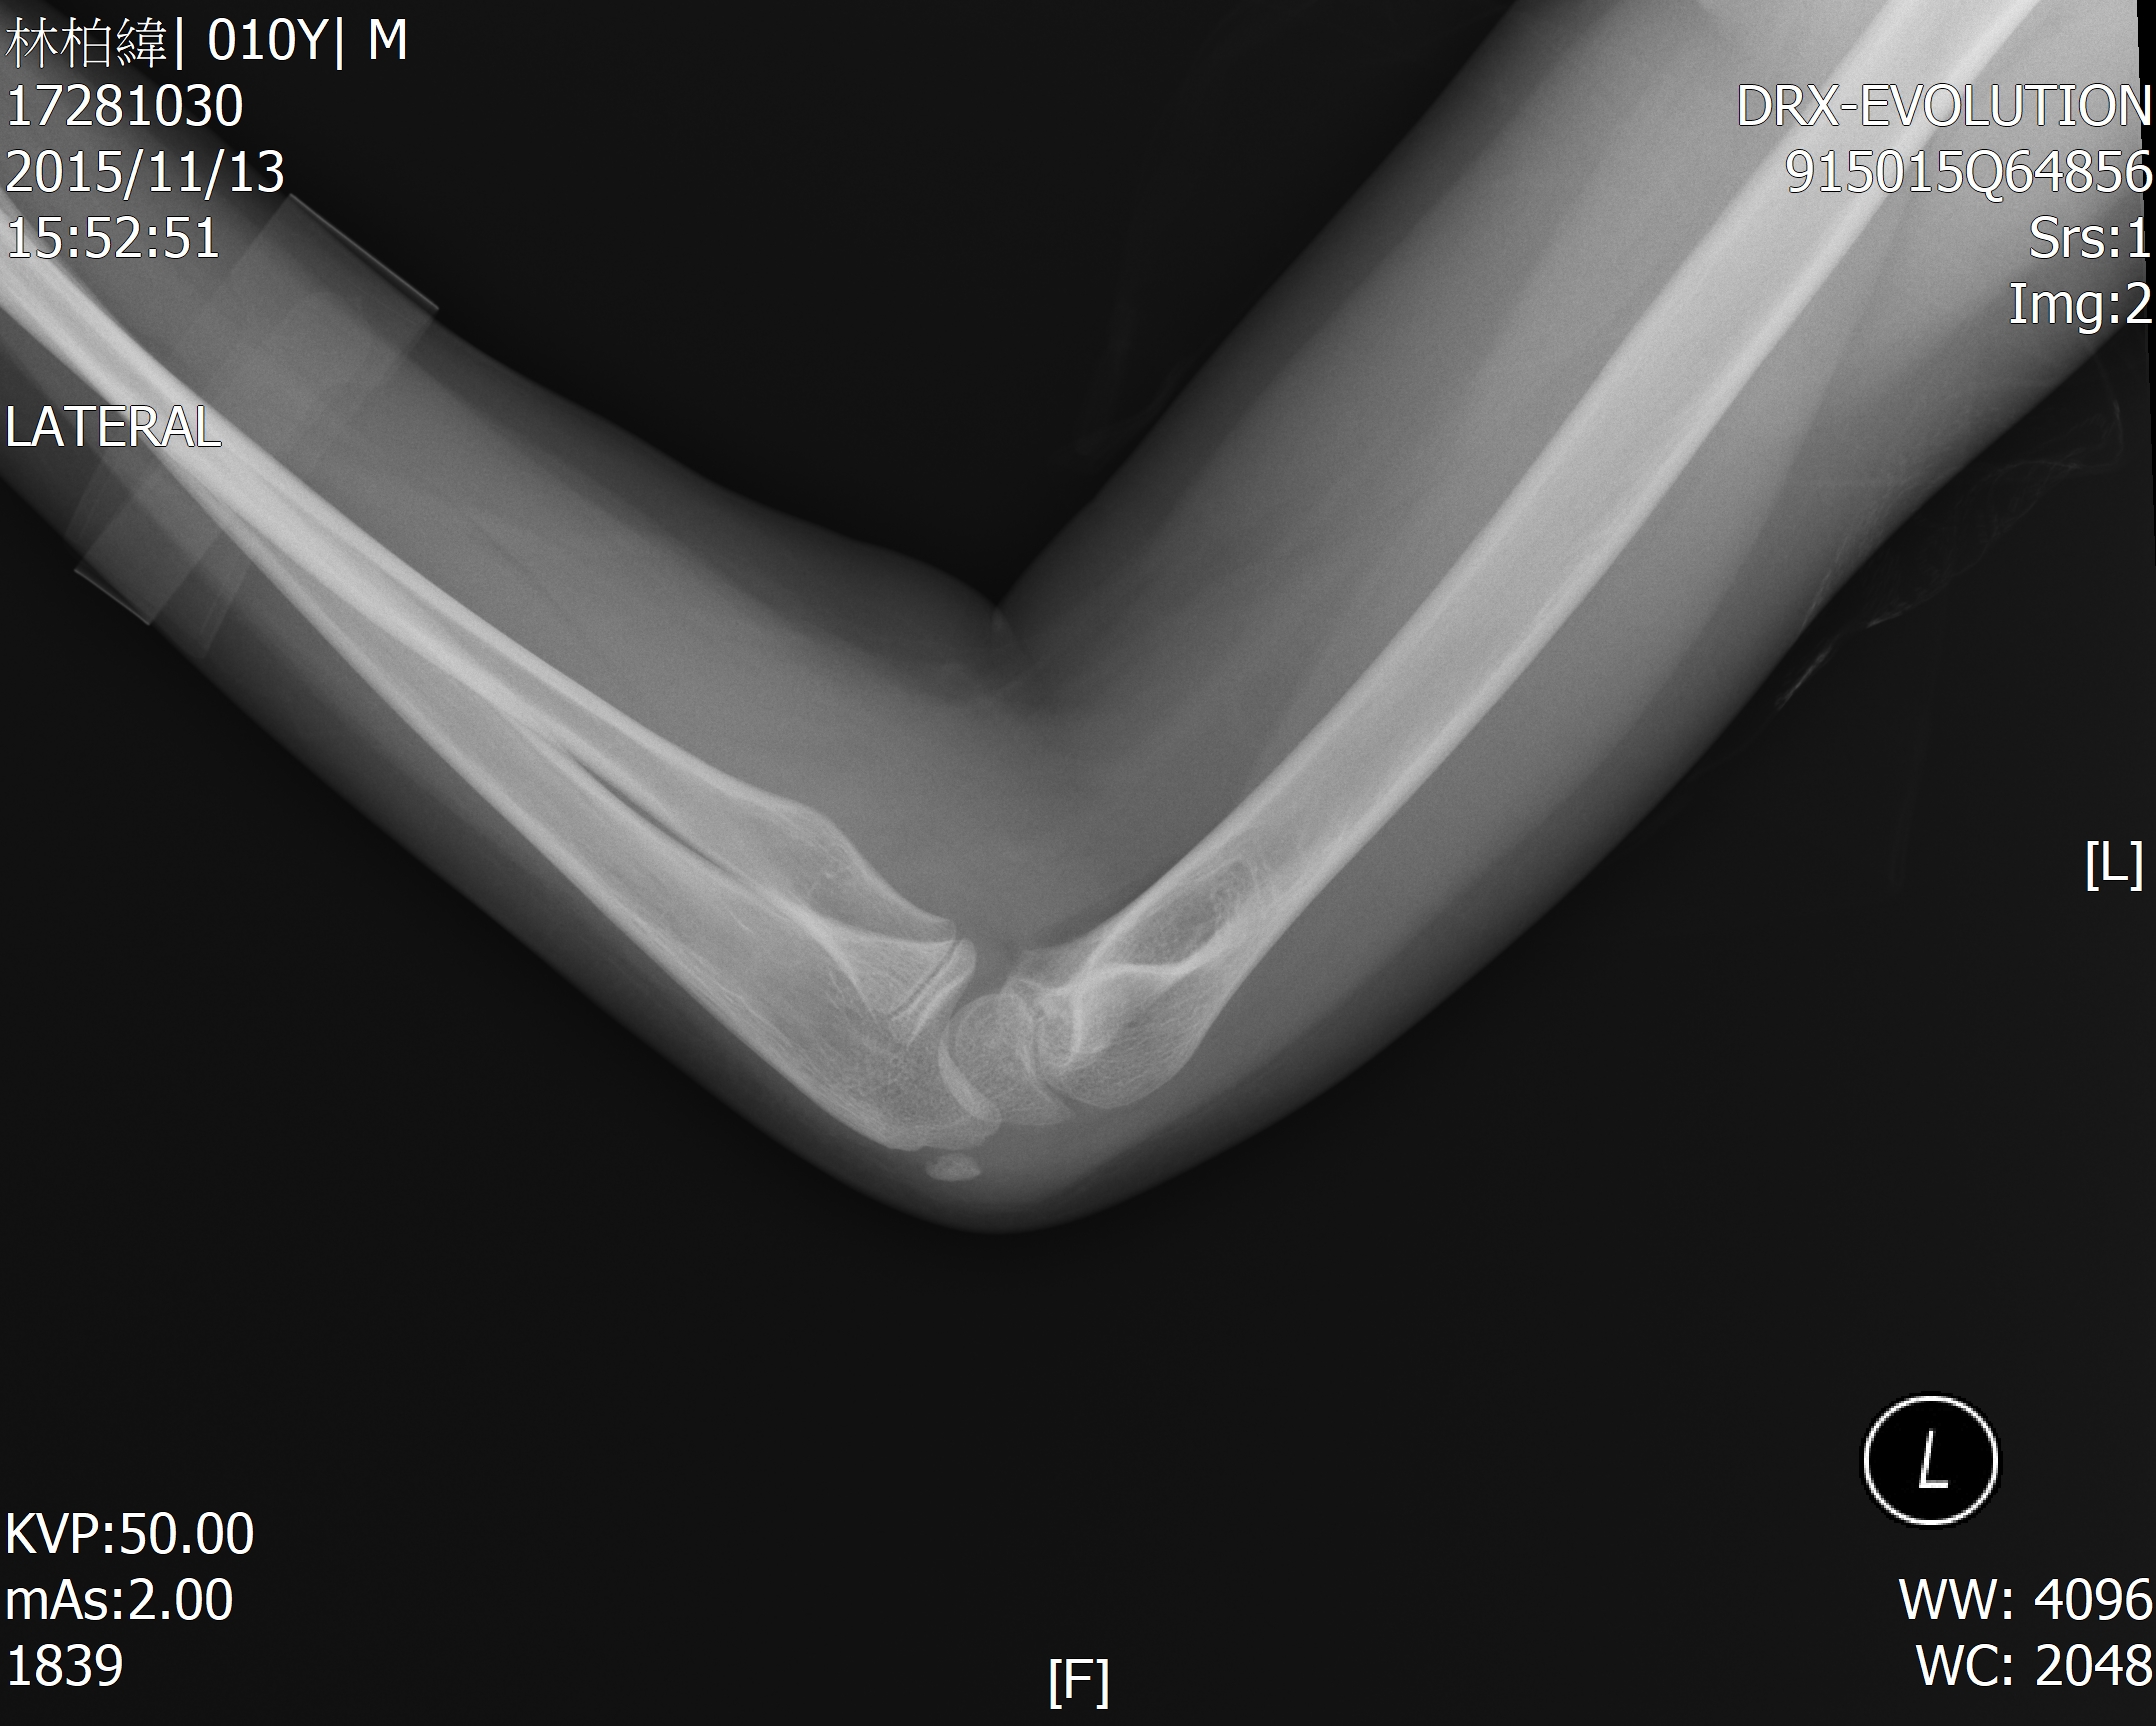 林柏緯| 010Y| M
17281030
2015/11/13
15:52:51
LATERAL
DRX-EVOLUTION
915015Q64856
Srs:1
Img:2
[L]
L
KVP:50.00
mAs:2.00
1839
[F]
WW: 4096
WC: 2048